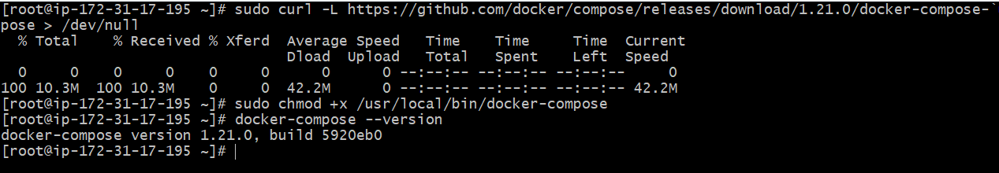 [root@ip-172-31-17-195 ~]# sudo curl -L https://github.com/docker/compose/releases/download/1.21.0/docker-compose-`
pose > /dev/null
  % Total    % Received % Xferd  Average Speed   Time    Time     Time  Current
                                 Dload  Upload   Total   Spent    Left  Speed
  0     0    0     0    0     0      0      0 --:--:-- --:--:-- --:--:--     0
100 10.3M  100 10.3M    0     0  42.2M      0 --:--:-- --:--:-- --:--:-- 42.2M
[root@ip-172-31-17-195 ~]# sudo chmod +x /usr/local/bin/docker-compose
[root@ip-172-31-17-195 ~]# docker-compose --version
docker-compose version 1.21.0, build 5920eb0
[root@ip-172-31-17-195 ~]#